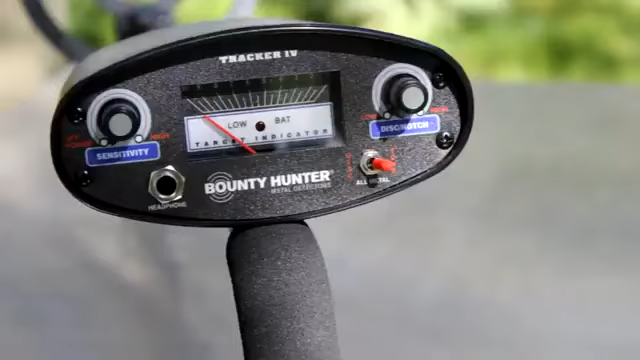 TRACKER IV
LOW BAT
TARGET INDICATOR
SENSITIVITY
DISC/NOTCH
HEADPHONE
BOUNTY HUNTER
METAL DETECTORS
ALL METAL